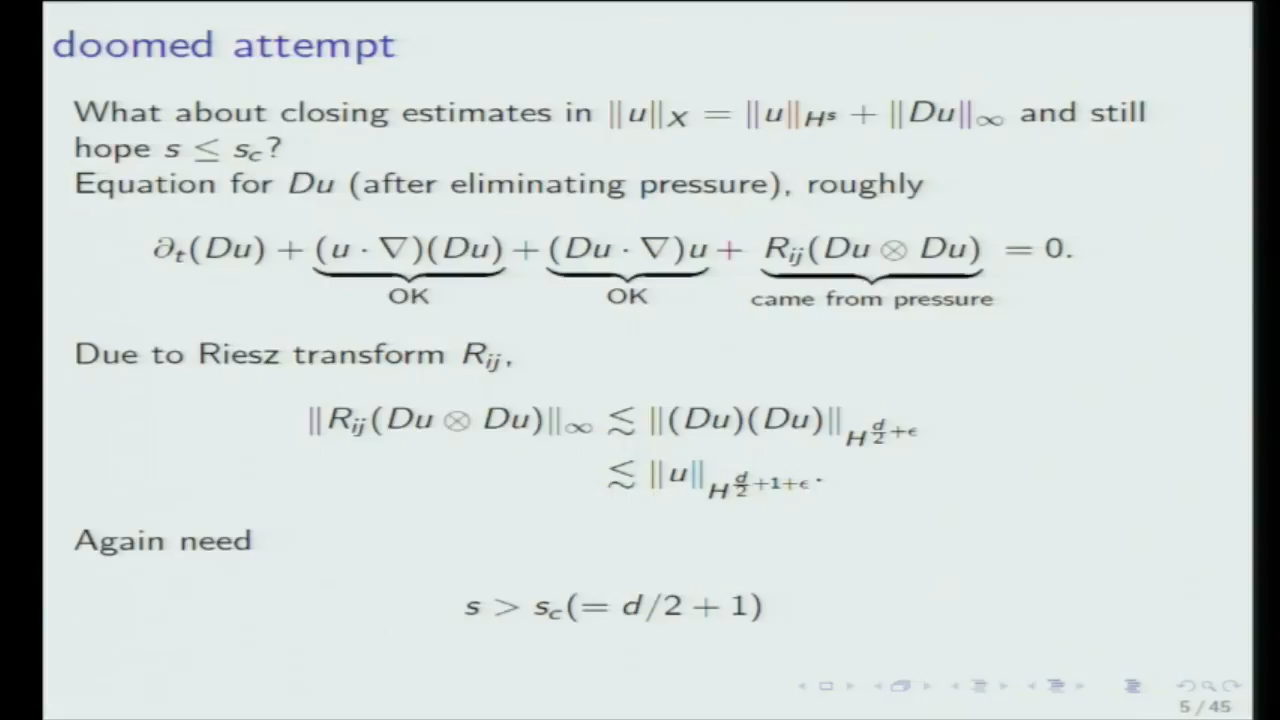 doomed attempt
What about closing estimates in ‖u‖_X = ‖u‖_{H^s} + ‖Du‖_∞ and still
hope s ≤ s_c?
Equation for Du (after eliminating pressure), roughly
∂_t(Du) + (u · ∇)(Du) + (Du · ∇)u + R_{ij}(Du ⊗ Du) = 0.
OK OK came from pressure
Due to Riesz transform R_{ij},
‖R_{ij}(Du ⊗ Du)‖_∞ ≲ ‖(Du)(Du)‖_{H^{d/2+ϵ}}
≲ ‖u‖_{H^{d/2+1+ϵ}}.
Again need
s > s_c(= d/2 + 1)
5 / 45